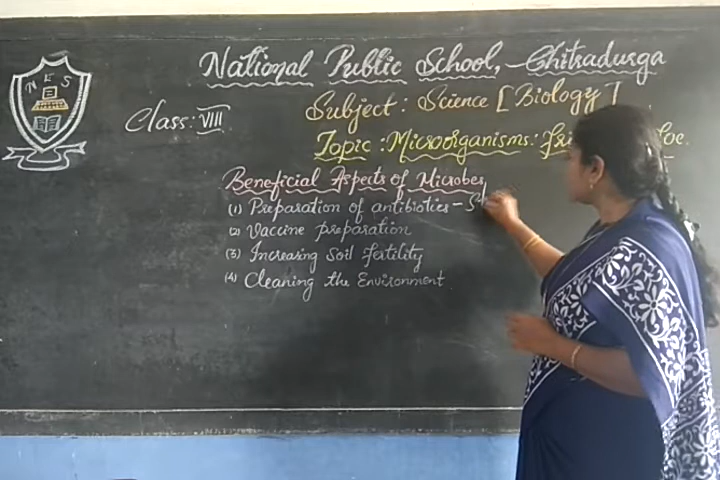 N E S
National Public School, Chitradurga
Class: VIII
Subject: Science [Biology]
Topic: Microorganisms:
Beneficial Aspects of Microbes
(1) Preparation of antibiotics -
(2) Vaccine preparation
(3) Increasing Soil fertility
(4) Cleaning the Environment